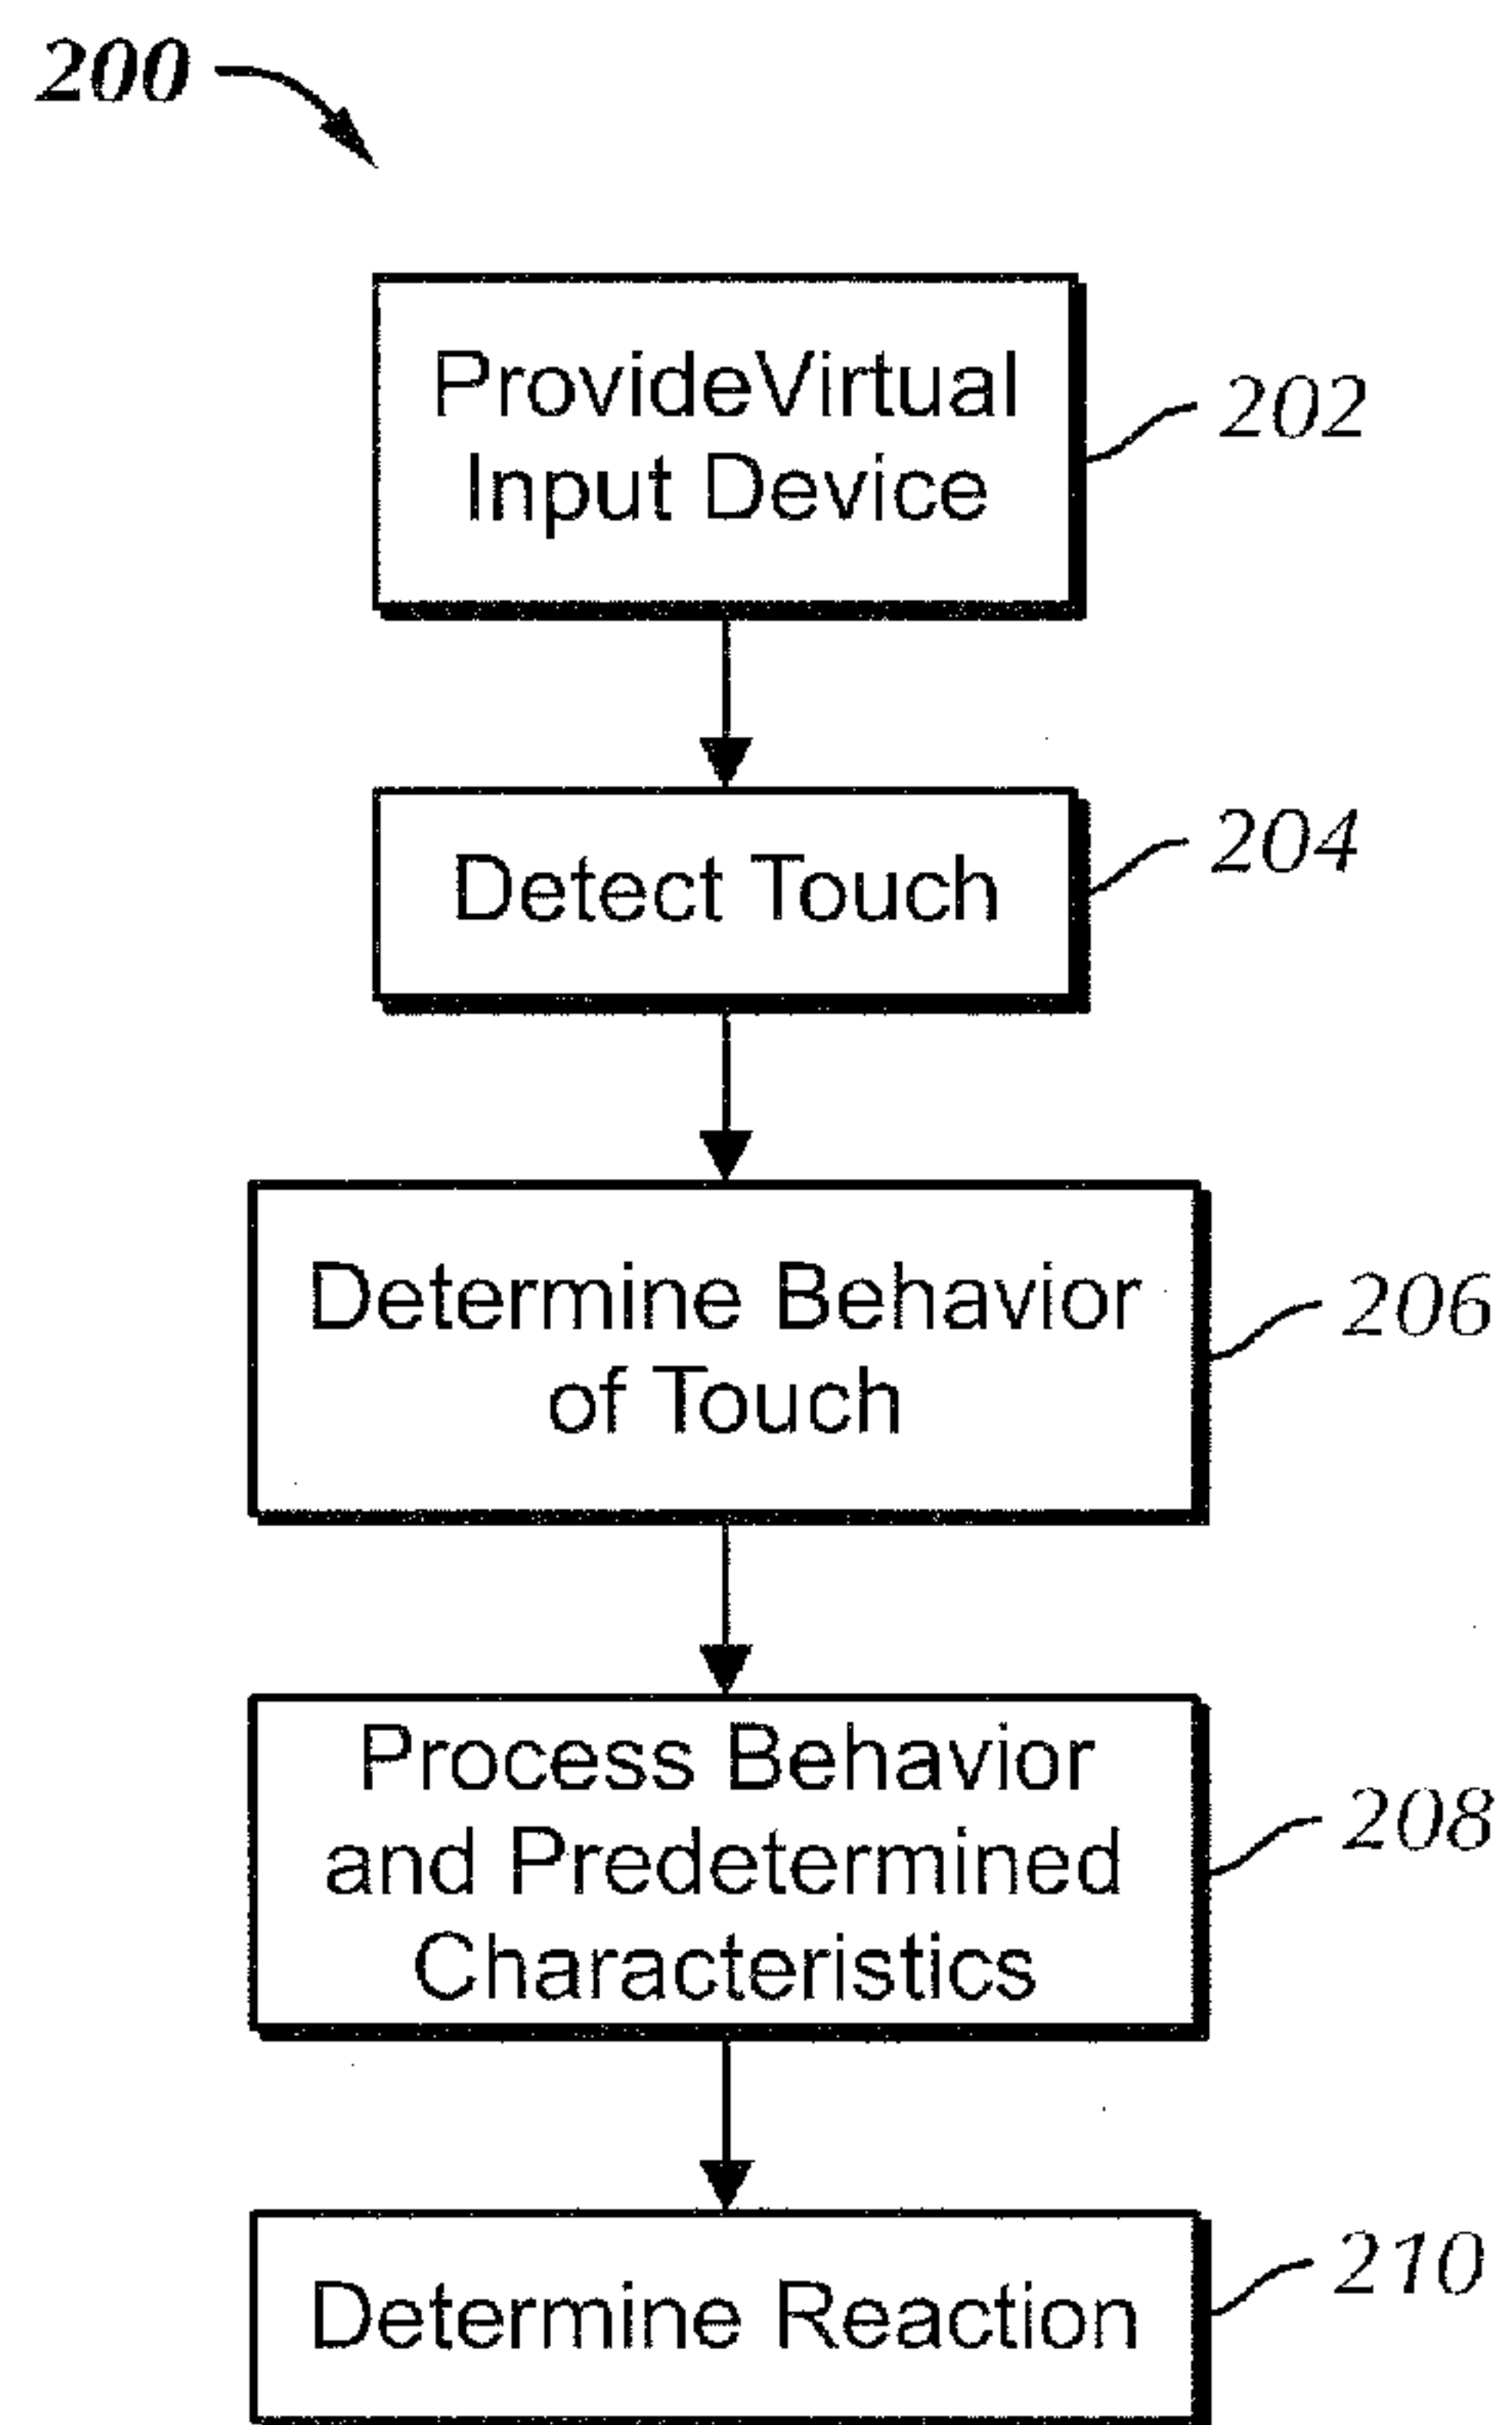 200
ProvideVirtual
Input Device
202
Detect Touch
204
Determine Behavior
of Touch
206
Process Behavior
and Predetermined
Characteristics
208
Determine Reaction
210